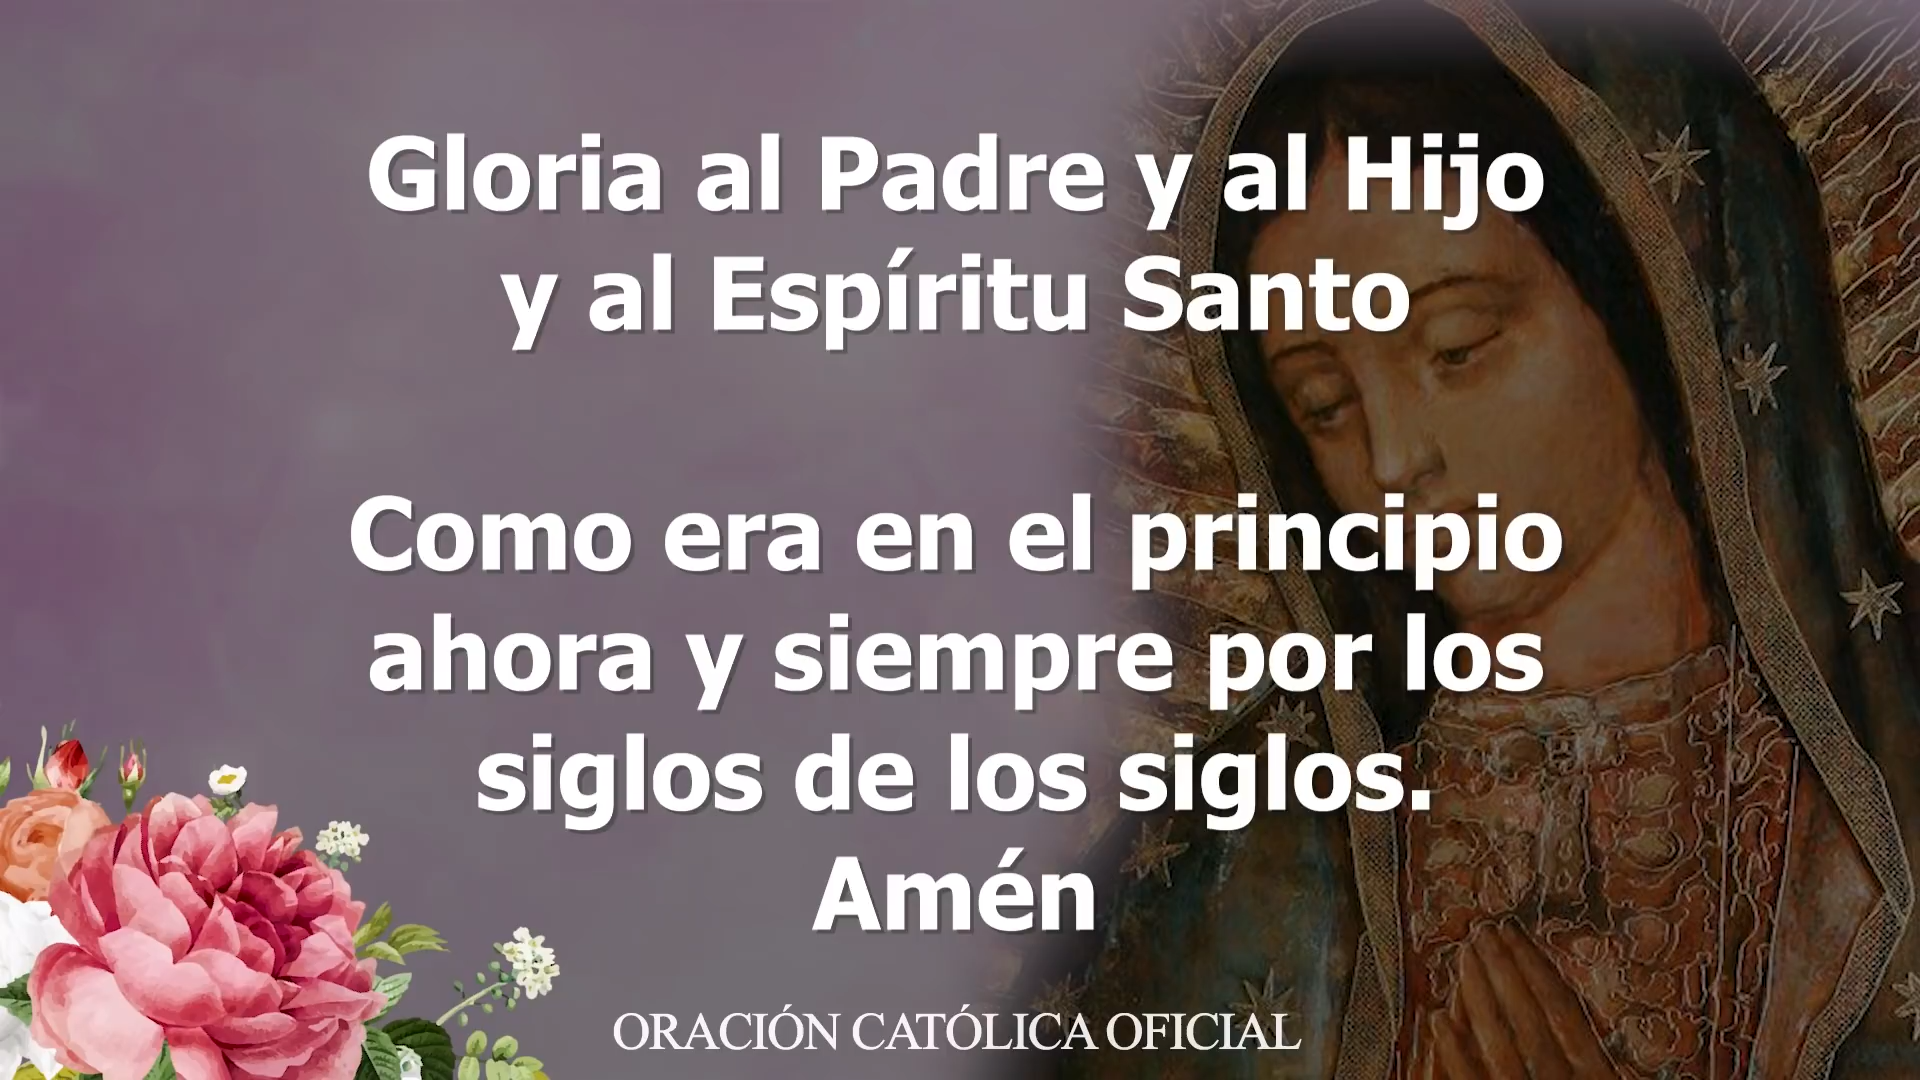 Gloria al Padre y al Hijo
y al Espíritu Santo
Como era en el principio
ahora y siempre por los
siglos de los siglos.
Amén
ORACIÓN CATÓLICA OFICIAL